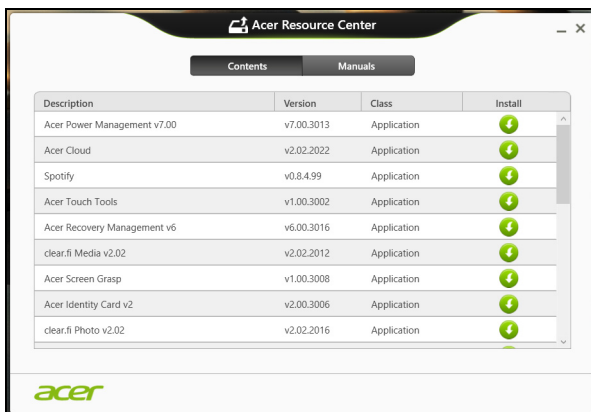 Acer Resource Center
Contents Manuals
Description Version Class Install
Acer Power Management v7.00 v7.00.3013 Application
Acer Cloud v2.02.2022 Application
Spotify v0.8.4.99 Application
Acer Touch Tools v1.00.3002 Application
Acer Recovery Management v6 v6.00.3016 Application
clear.fi Media v2.02 v2.02.2012 Application
Acer Screen Grasp v1.00.3008 Application
Acer Identity Card v2 v2.00.3006 Application
clear.fi Photo v2.02 v2.02.2016 Application
acer